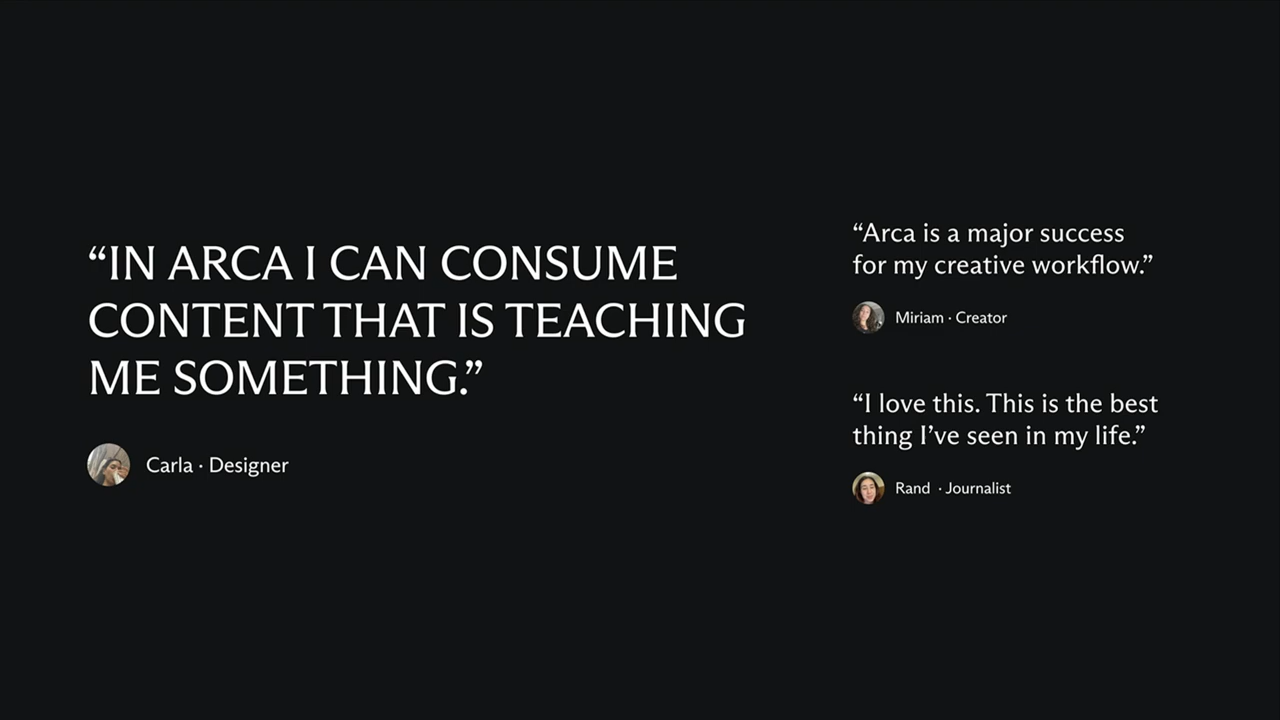 “IN ARCA I CAN CONSUME
CONTENT THAT IS TEACHING
ME SOMETHING.”
Carla · Designer
“Arca is a major success
for my creative workflow.”
Miriam · Creator
“I love this. This is the best
thing I’ve seen in my life.”
Rand · Journalist